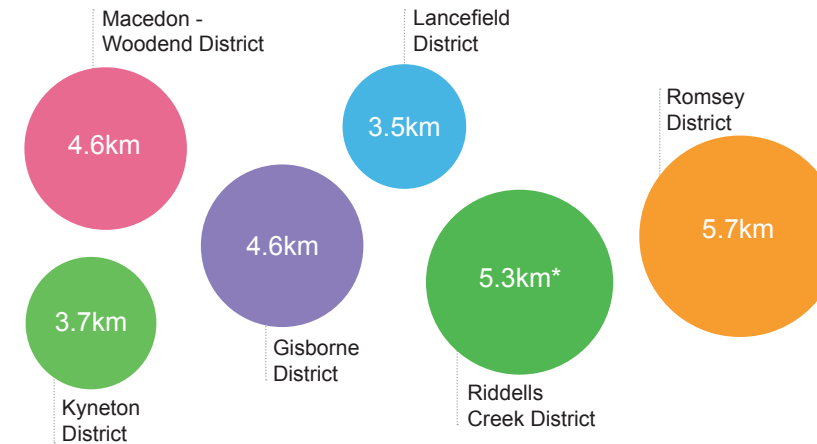 Macedon -
Woodend District
4.6km
Lancefield
District
3.5km
Romsey
District
5.7km
4.6km
Gisborne
District
5.3km*
Riddells
Creek District
3.7km
Kyneton
District